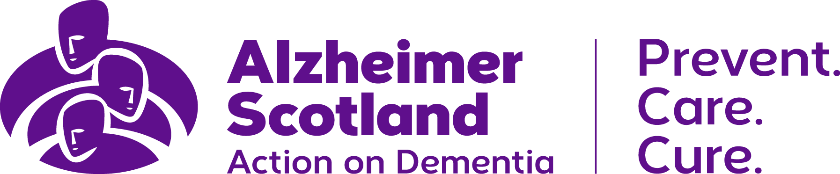 Alzheimer
Scotland
Action on Dementia
Prevent.
Care.
Cure.